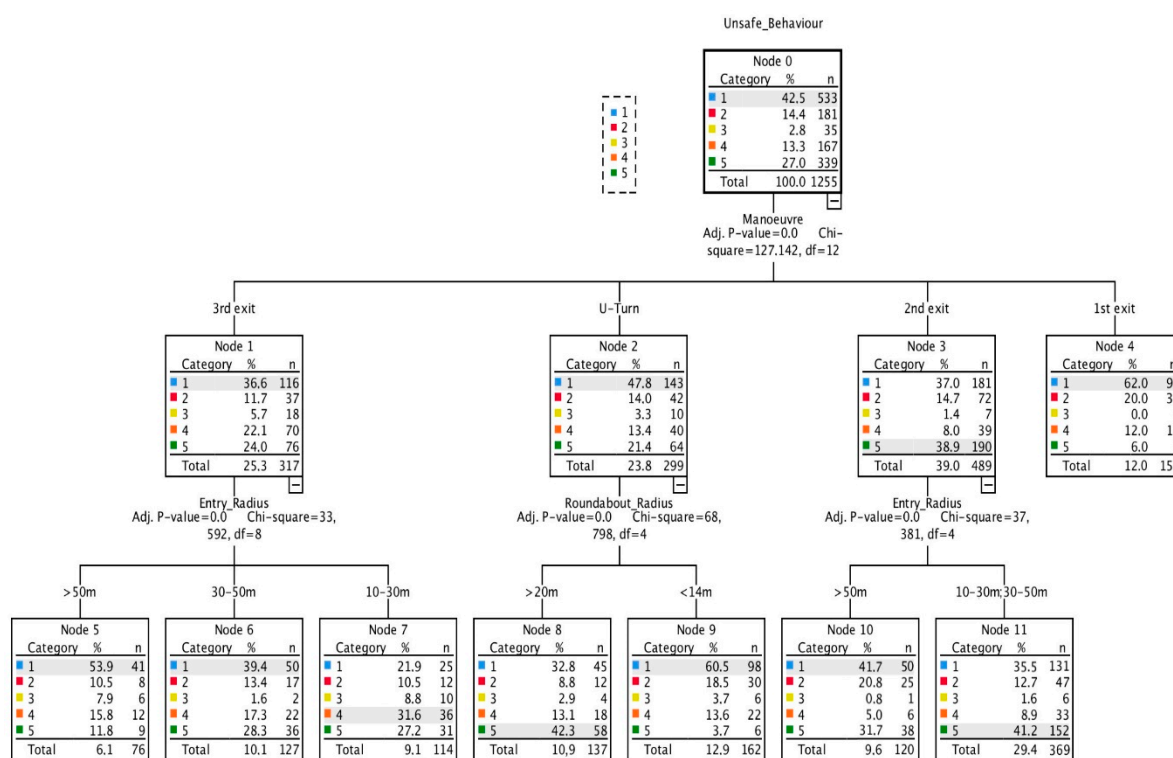 Unsafe_Behaviour
Node 0
Category % n
1 42.5 533
2 14.4 181
3 2.8 35
4 13.3 167
5 27.0 339
Total 100.0 1255
1
2
3
4
5
Manoeuvre
Adj. P-value=0.0 Chi-
square=127.142, df=12
3rd exit
U-Turn
2nd exit
1st exit
Node 1
Category % n
1 36.6 116
2 11.7 37
3 5.7 18
4 22.1 70
5 24.0 76
Total 25.3 317
Node 2
Category % n
1 47.8 143
2 14.0 42
3 3.3 10
4 13.4 40
5 21.4 64
Total 23.8 299
Node 3
Category % n
1 37.0 181
2 14.7 72
3 1.4 7
4 8.0 39
5 38.9 190
Total 39.0 489
Node 4
Category %
1 62.0
2 20.0
3 0.0
4 12.0
5 6.0
Total 12.0
Entry_Radius
Adj. P-value=0.0 Chi-square=33,
592, df=8
Roundabout_Radius
Adj. P-value=0.0 Chi-square=68,
798, df=4
Entry_Radius
Adj. P-value=0.0 Chi-square=37,
381, df=4
>50m
30-50m
10-30m
>20m
<14m
>50m
10-30m;30-50m
Node 5
Category % n
1 53.9 41
2 10.5 8
3 7.9 6
4 15.8 12
5 11.8 9
Total 6.1 76
Node 6
Category % n
1 39.4 50
2 13.4 17
3 1.6 2
4 17.3 22
5 28.3 36
Total 10.1 127
Node 7
Category % n
1 21.9 25
2 10.5 12
3 8.8 10
4 31.6 36
5 27.2 31
Total 9.1 114
Node 8
Category % n
1 32.8 45
2 8.8 12
3 2.9 4
4 13.1 18
5 42.3 58
Total 10,9 137
Node 9
Category % n
1 60.5 98
2 18.5 30
3 3.7 6
4 13.6 22
5 3.7 6
Total 12.9 162
Node 10
Category % n
1 41.7 50
2 20.8 25
3 0.8 1
4 5.0 6
5 31.7 38
Total 9.6 120
Node 11
Category % n
1 35.5 131
2 12.7 47
3 1.6 6
4 8.9 33
5 41.2 152
Total 29.4 369